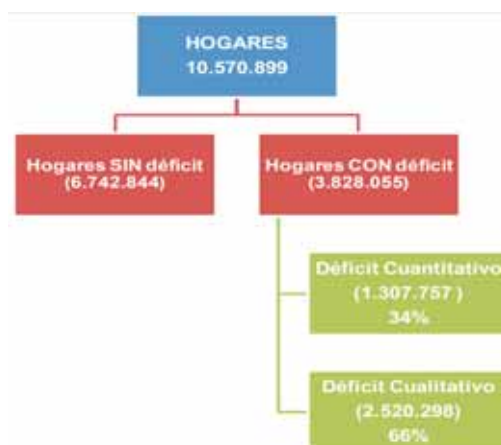 HOGARES
10.570.899
Hogares SIN déficit
(6.742.844)
Hogares CON déficit
(3.828.055)
Déficit Cuantitativo
(1.307.757 )
34%
Déficit Cualitativo
(2.520.298)
66%